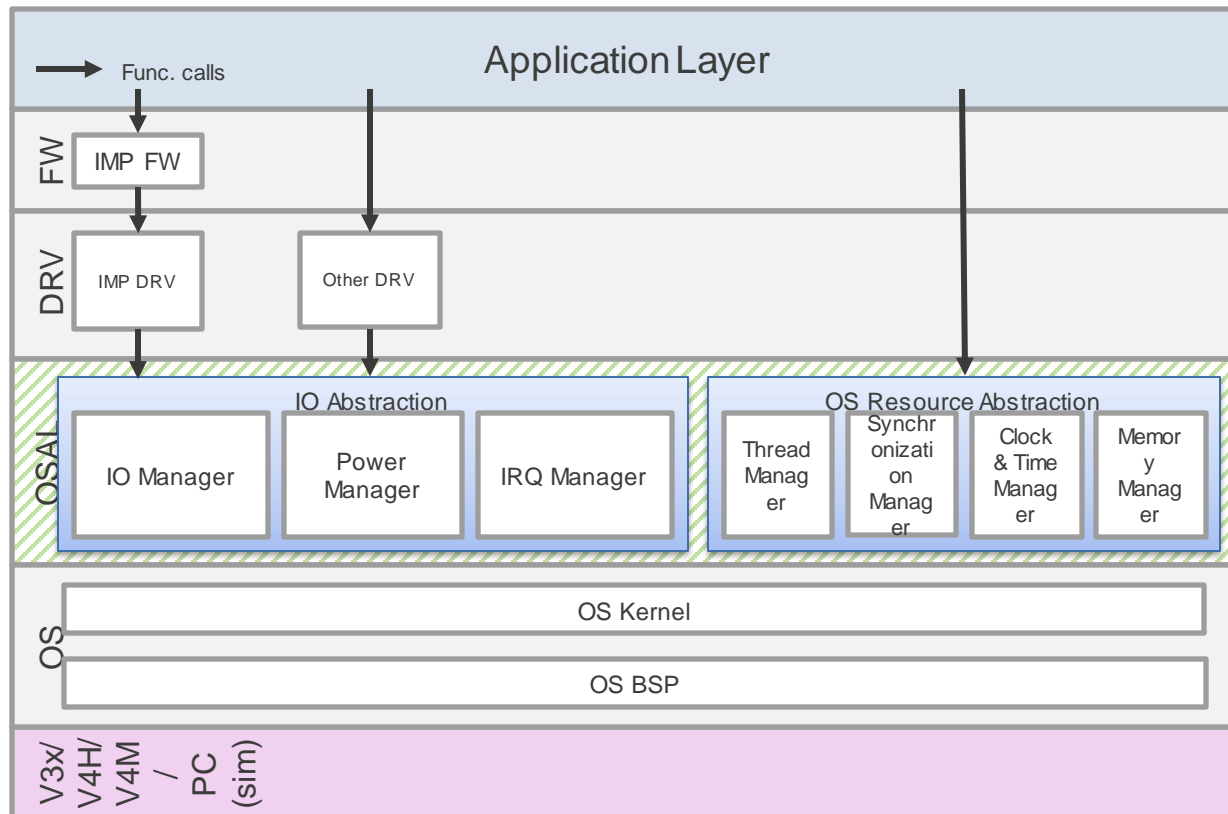 Application Layer
Func. calls
FW
IMP FW
DRV
IMP DRV
Other DRV
OSAL
IO Abstraction
IO Manager
Power
Manager
IRQ Manager
OS Resource Abstraction
Thread
Manag
er
Synchr
onizati
on
Manag
er
Clock
& Time
Manag
er
Memor
y
Manag
er
OS
OS Kernel
OS BSP
V3x/
V4H/
V4M
/
PC
(sim)